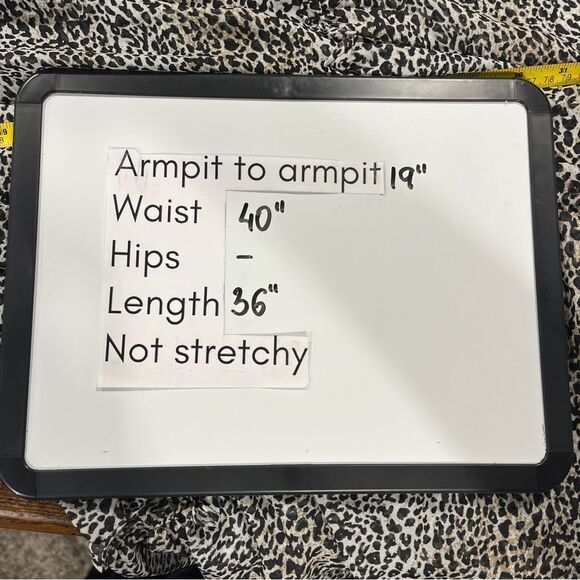 Armpit to armpit 19"
Waist 40"
Hips -
Length 36"
Not stretchy